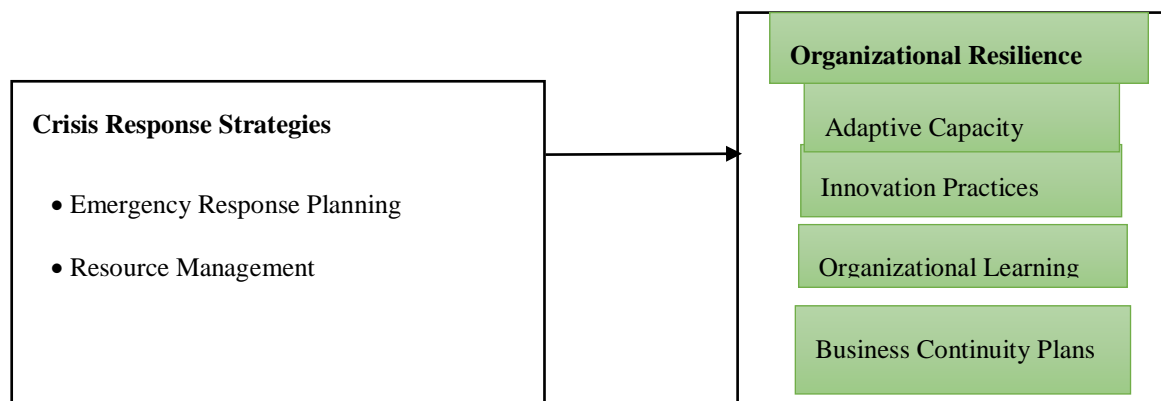 Organizational Resilience
Crisis Response Strategies
Adaptive Capacity
Innovation Practices
• Emergency Response Planning
• Resource Management
Organizational Learning
Business Continuity Plans